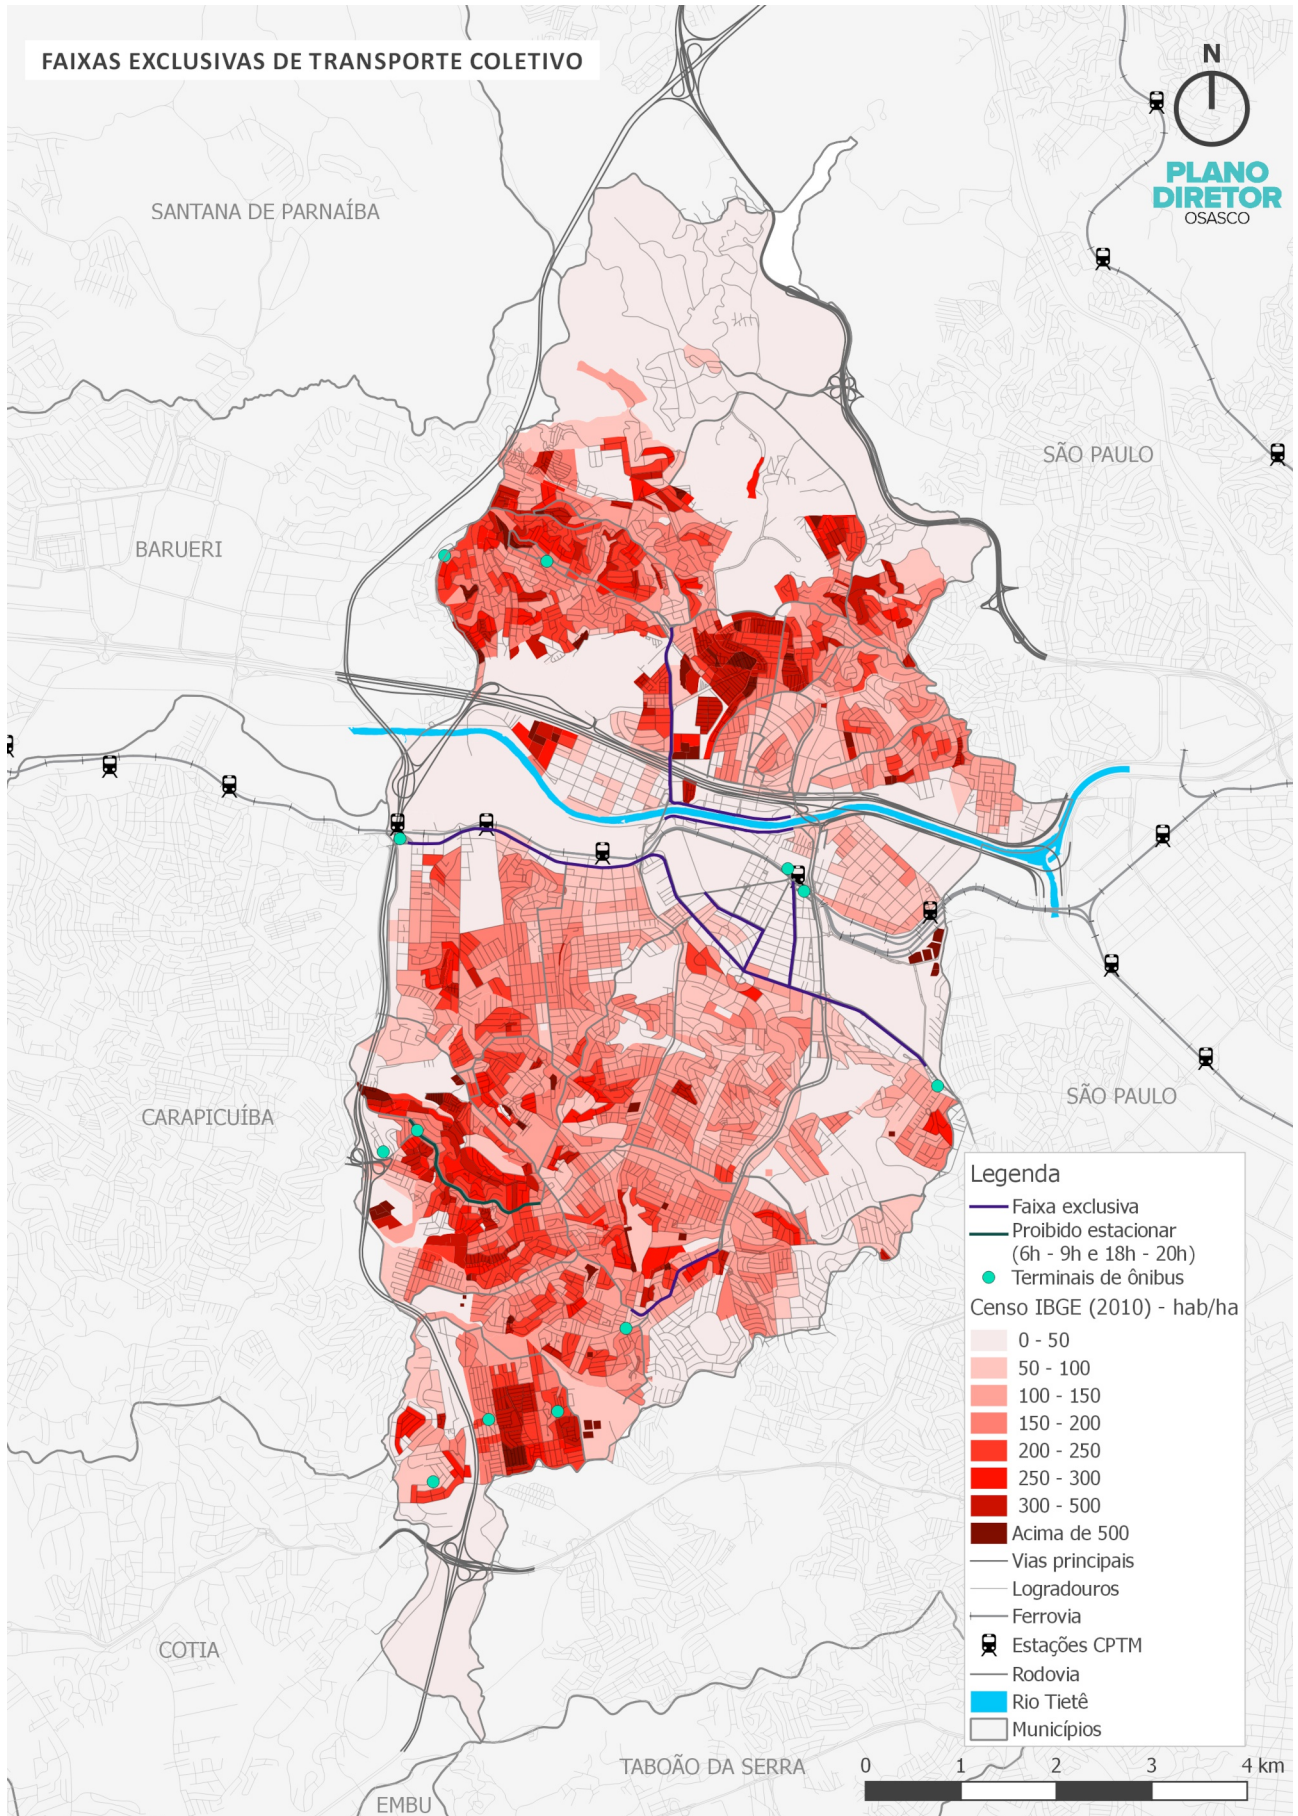 FAIXAS EXCLUSIVAS DE TRANSPORTE COLETIVO
N
PLANO
DIRETOR
OSASCO
SANTANA DE PARNAÍBA
SÃO PAULO
BARUERI
CARAPICUÍBA
SÃO PAULO
Legenda
Faixa exclusiva
Proibido estacionar
(6h - 9h e 18h - 20h)
Terminais de ônibus
Censo IBGE (2010) - hab/ha
0 - 50
50 - 100
100 - 150
150 - 200
200 - 250
250 - 300
300 - 500
Acima de 500
Vias principais
Logradouros
Ferrovia
Estações CPTM
Rodovia
Rio Tietê
Municípios
COTIA
TABOÃO DA SERRA
EMBU
0 1 2 3 4 km